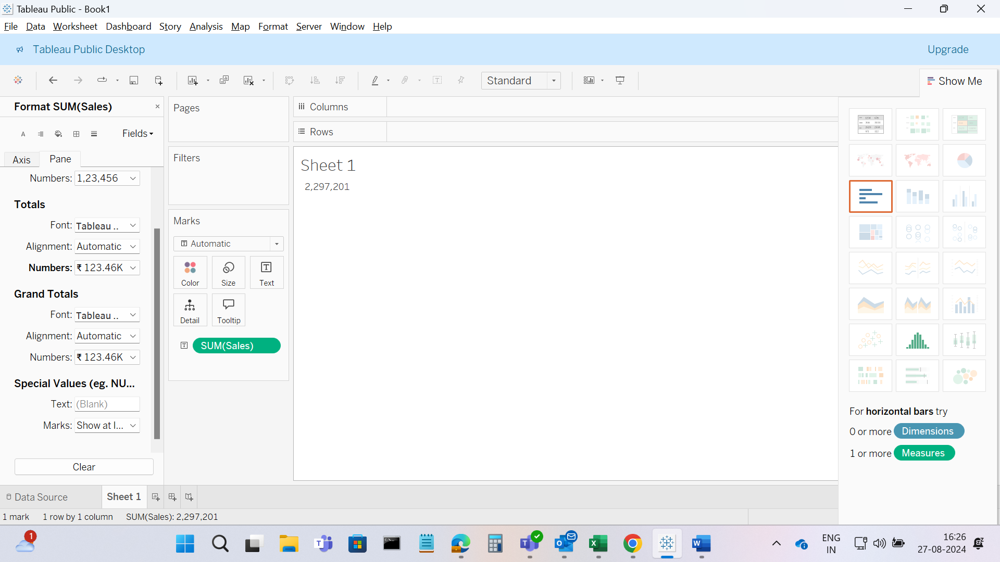 Tableau Public - Book1
File Data Worksheet Dashboard Story Analysis Map Format Server Window Help
Tableau Public Desktop
Upgrade
Standard
Show Me
Format SUM(Sales)
Fields
Axis
Pane
Numbers: 1,23,456
Totals
Font: Tableau ..
Alignment: Automatic
Numbers: ₹ 123.46K
Grand Totals
Font: Tableau ..
Alignment: Automatic
Numbers: ₹ 123.46K
Special Values (eg. NU...
Text: (Blank)
Marks: Show at I...
Clear
Pages
Filters
Marks
Automatic
Color
Size
Text
Detail
Tooltip
SUM(Sales)
Columns
Rows
Sheet 1
2,297,201
For horizontal bars try
0 or more Dimensions
1 or more Measures
Data Source
Sheet 1
1 mark 1 row by 1 column SUM(Sales): 2,297,201
1
ENG
IN
16:26
27-08-2024